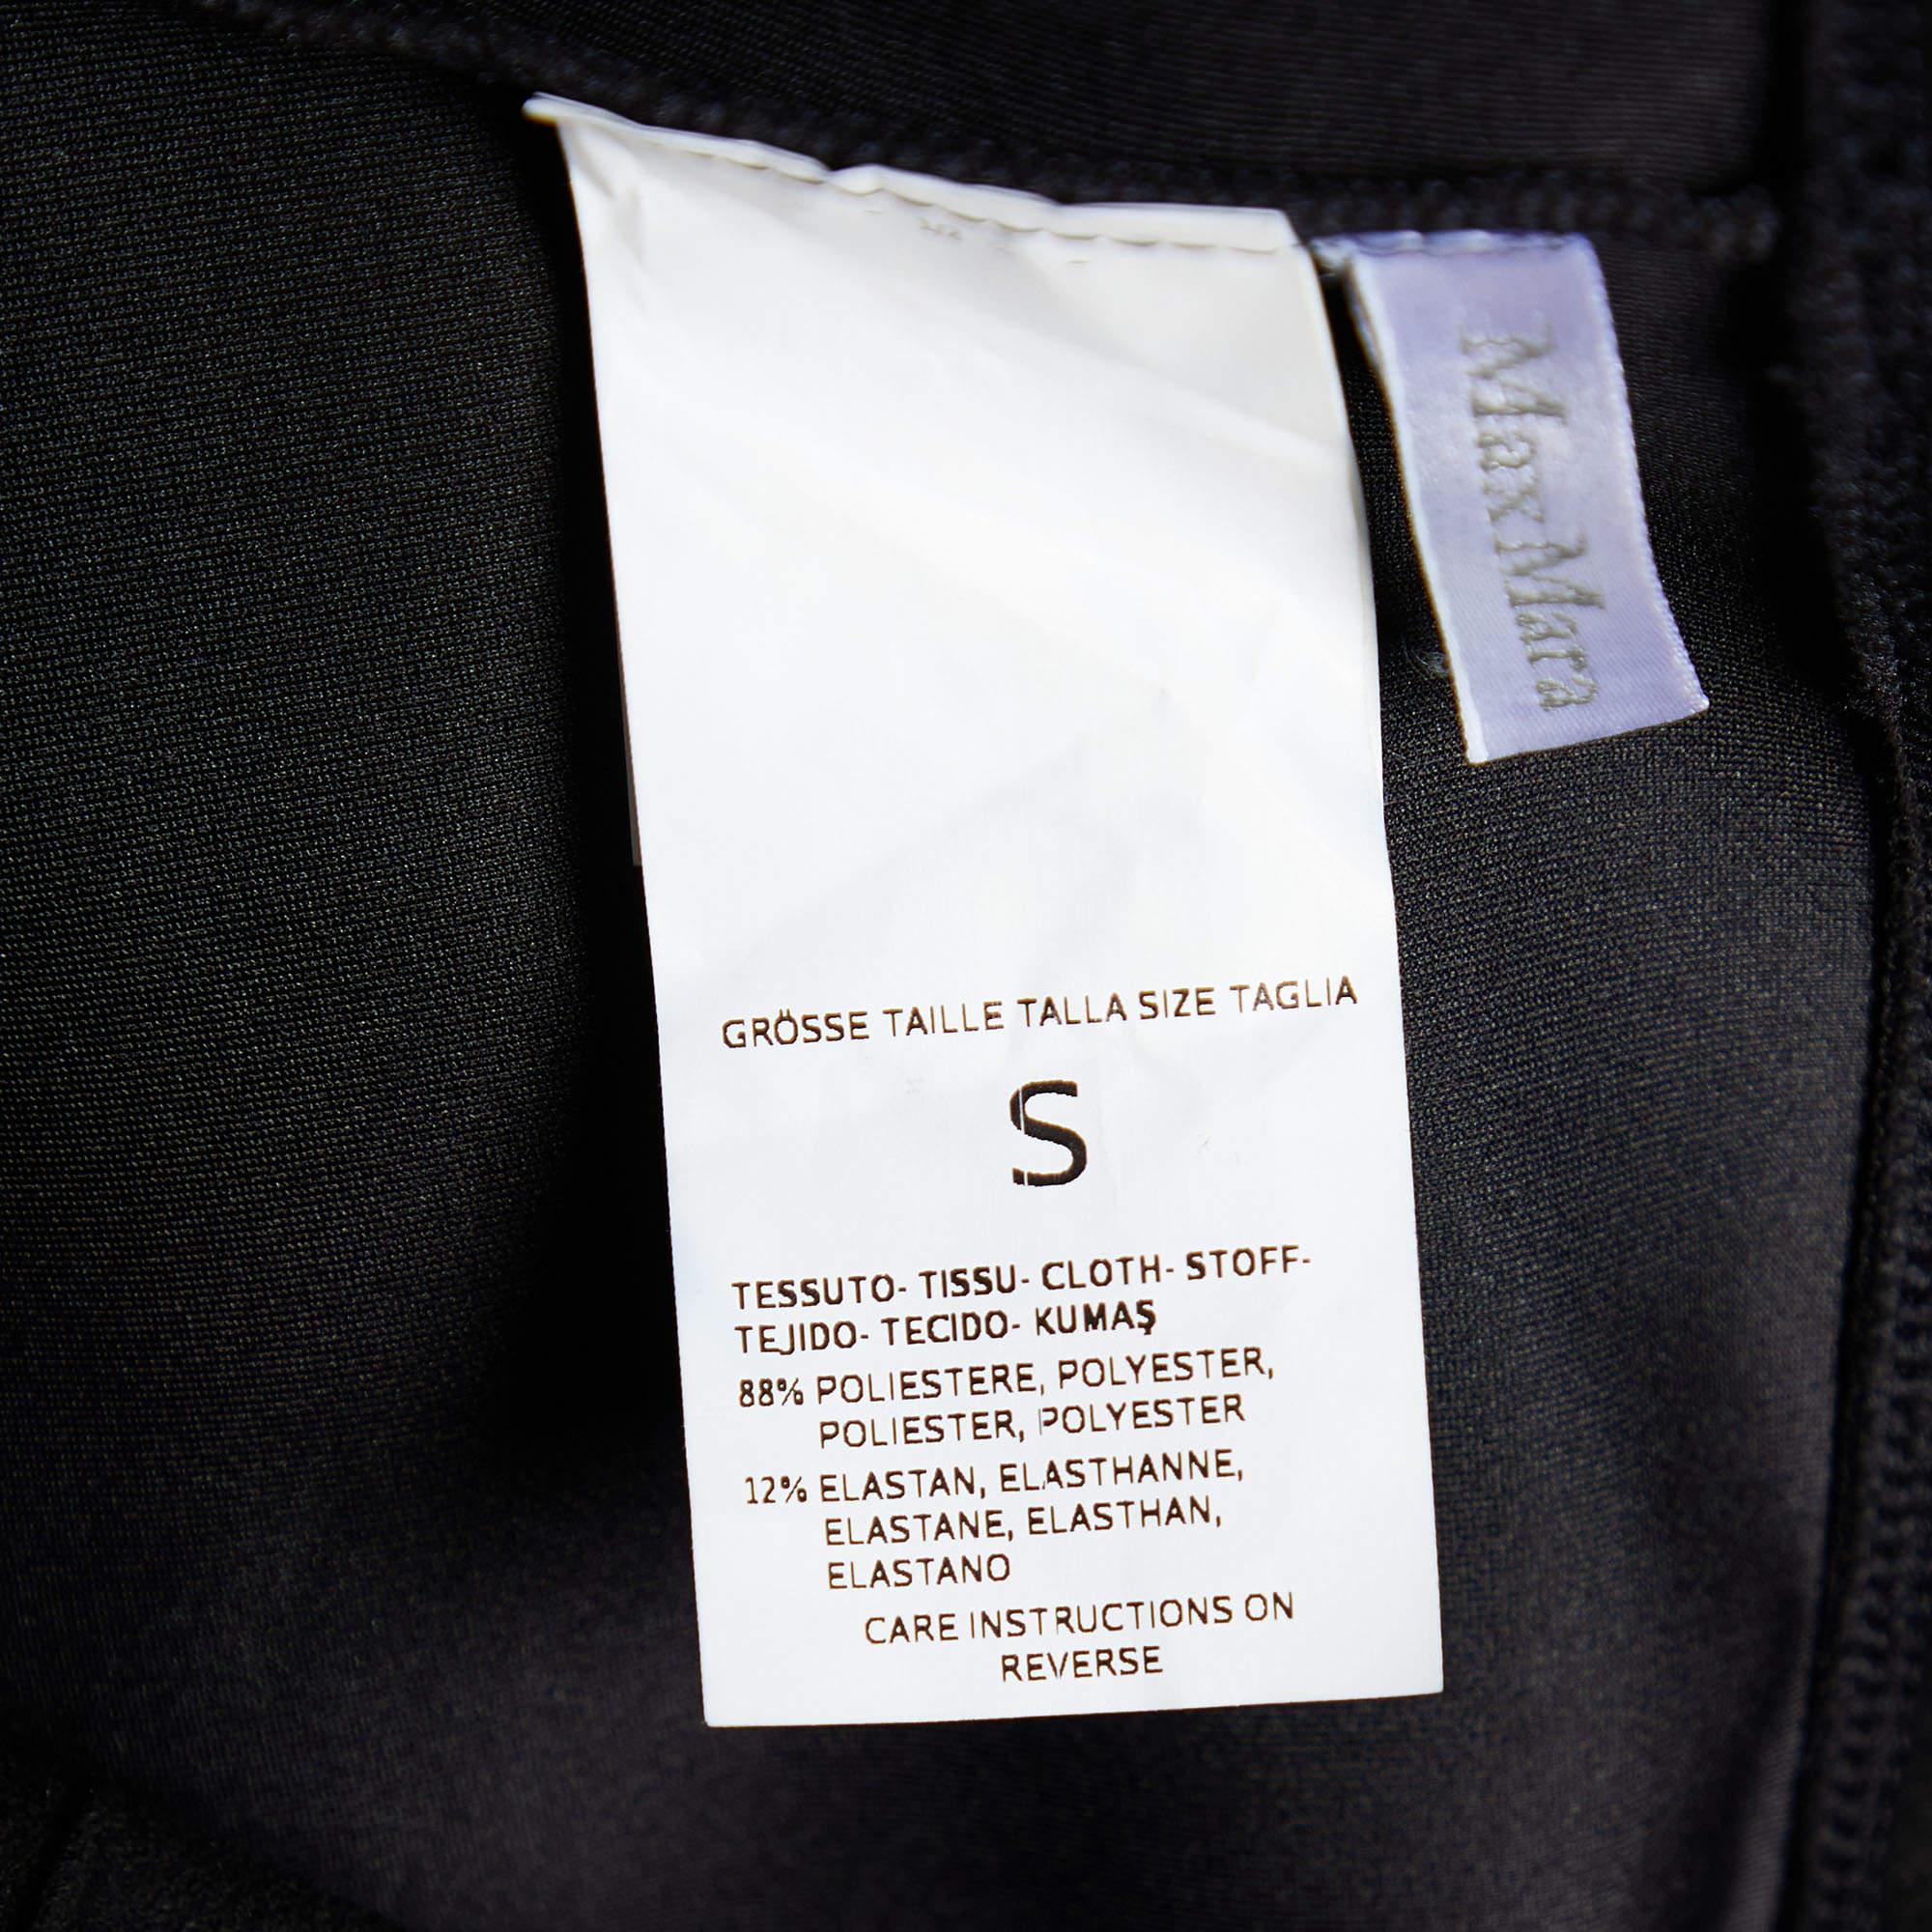 MaxMara
GRÖSSE TAILLE TALLA SIZE TAGLIA
S
TESSUTO- TISSU- CLOTH- STOFF-
TEJIDO- TECIDO- KUMAŞ
88% POLIESTERE, POLYESTER,
POLIESTER, POLYESTER
12% ELASTAN, ELASTHANNE,
ELASTANE, ELASTHAN,
ELASTANO
CARE INSTRUCTIONS ON
REVERSE